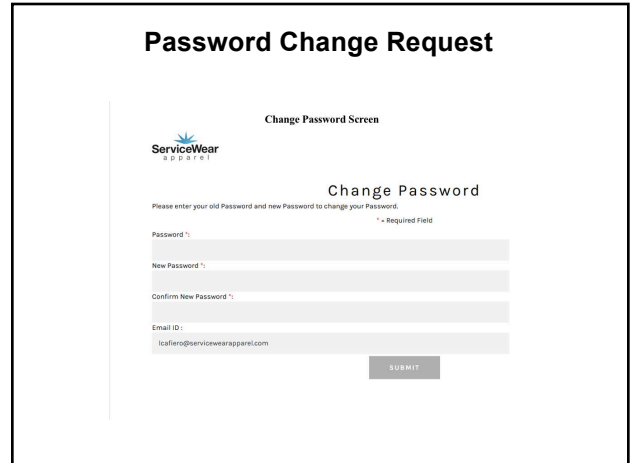 Password Change Request
Change Password Screen
ServiceWear
apparel
Change Password
Please enter your old Password and new Password to change your Password.
* = Required Field
Password *:
New Password *:
Confirm New Password *:
Email ID :
lcafiero@servicewearapparel.com
SUBMIT